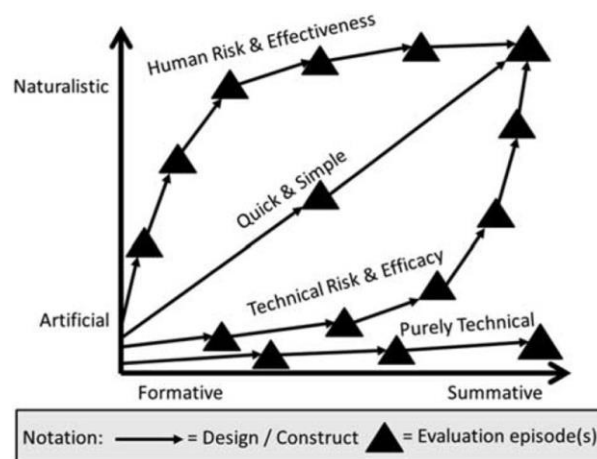 Human Risk & Effectiveness
Naturalistic
Quick & Simple
Technical Risk & Efficacy
Artificial
Purely Technical
Formative
Summative
Notation: = Design / Construct = Evaluation episode(s)